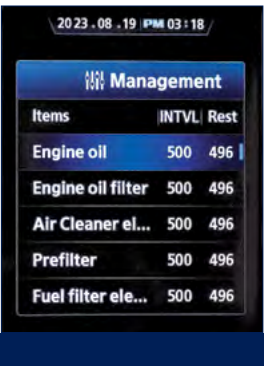 2023.08.19 PM 03:18
Management
Items INTVL Rest
Engine oil 500 496
Engine oil filter 500 496
Air Cleaner el... 500 496
Prefilter 500 496
Fuel filter ele... 500 496